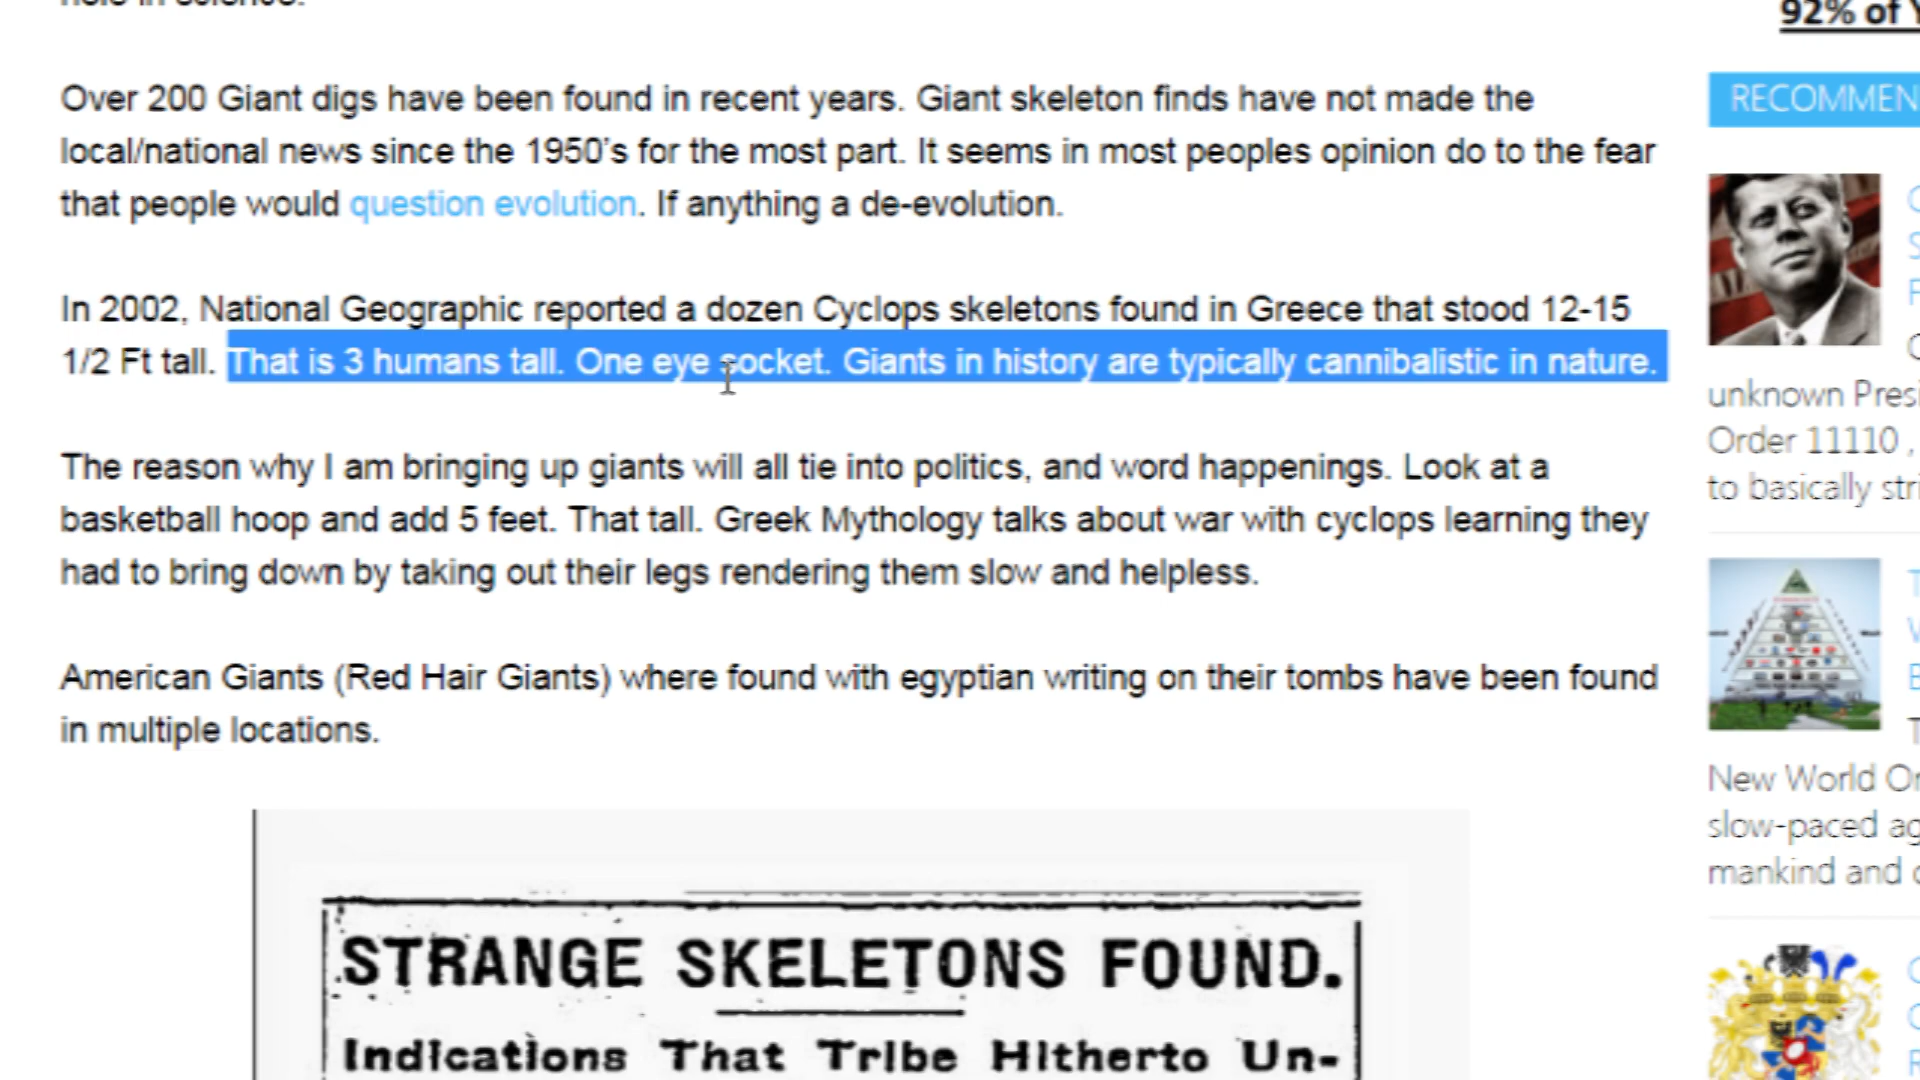 92% of
Over 200 Giant digs have been found in recent years. Giant skeleton finds have not made the
local/national news since the 1950's for the most part. It seems in most peoples opinion do to the fear
that people would question evolution. If anything a de-evolution.
In 2002, National Geographic reported a dozen Cyclops skeletons found in Greece that stood 12-15
1/2 Ft tall. That is 3 humans tall. One eye socket. Giants in history are typically cannibalistic in nature.
The reason why I am bringing up giants will all tie into politics, and word happenings. Look at a
basketball hoop and add 5 feet. That tall. Greek Mythology talks about war with cyclops learning they
had to bring down by taking out their legs rendering them slow and helpless.
American Giants (Red Hair Giants) where found with egyptian writing on their tombs have been found
in multiple locations.
STRANGE SKELETONS FOUND.
Indications That Tribe Hitherto Un-
RECOMMEN
unknown Presi
Order 11110 ,
to basically stri
New World Or
slow-paced ag
mankind and